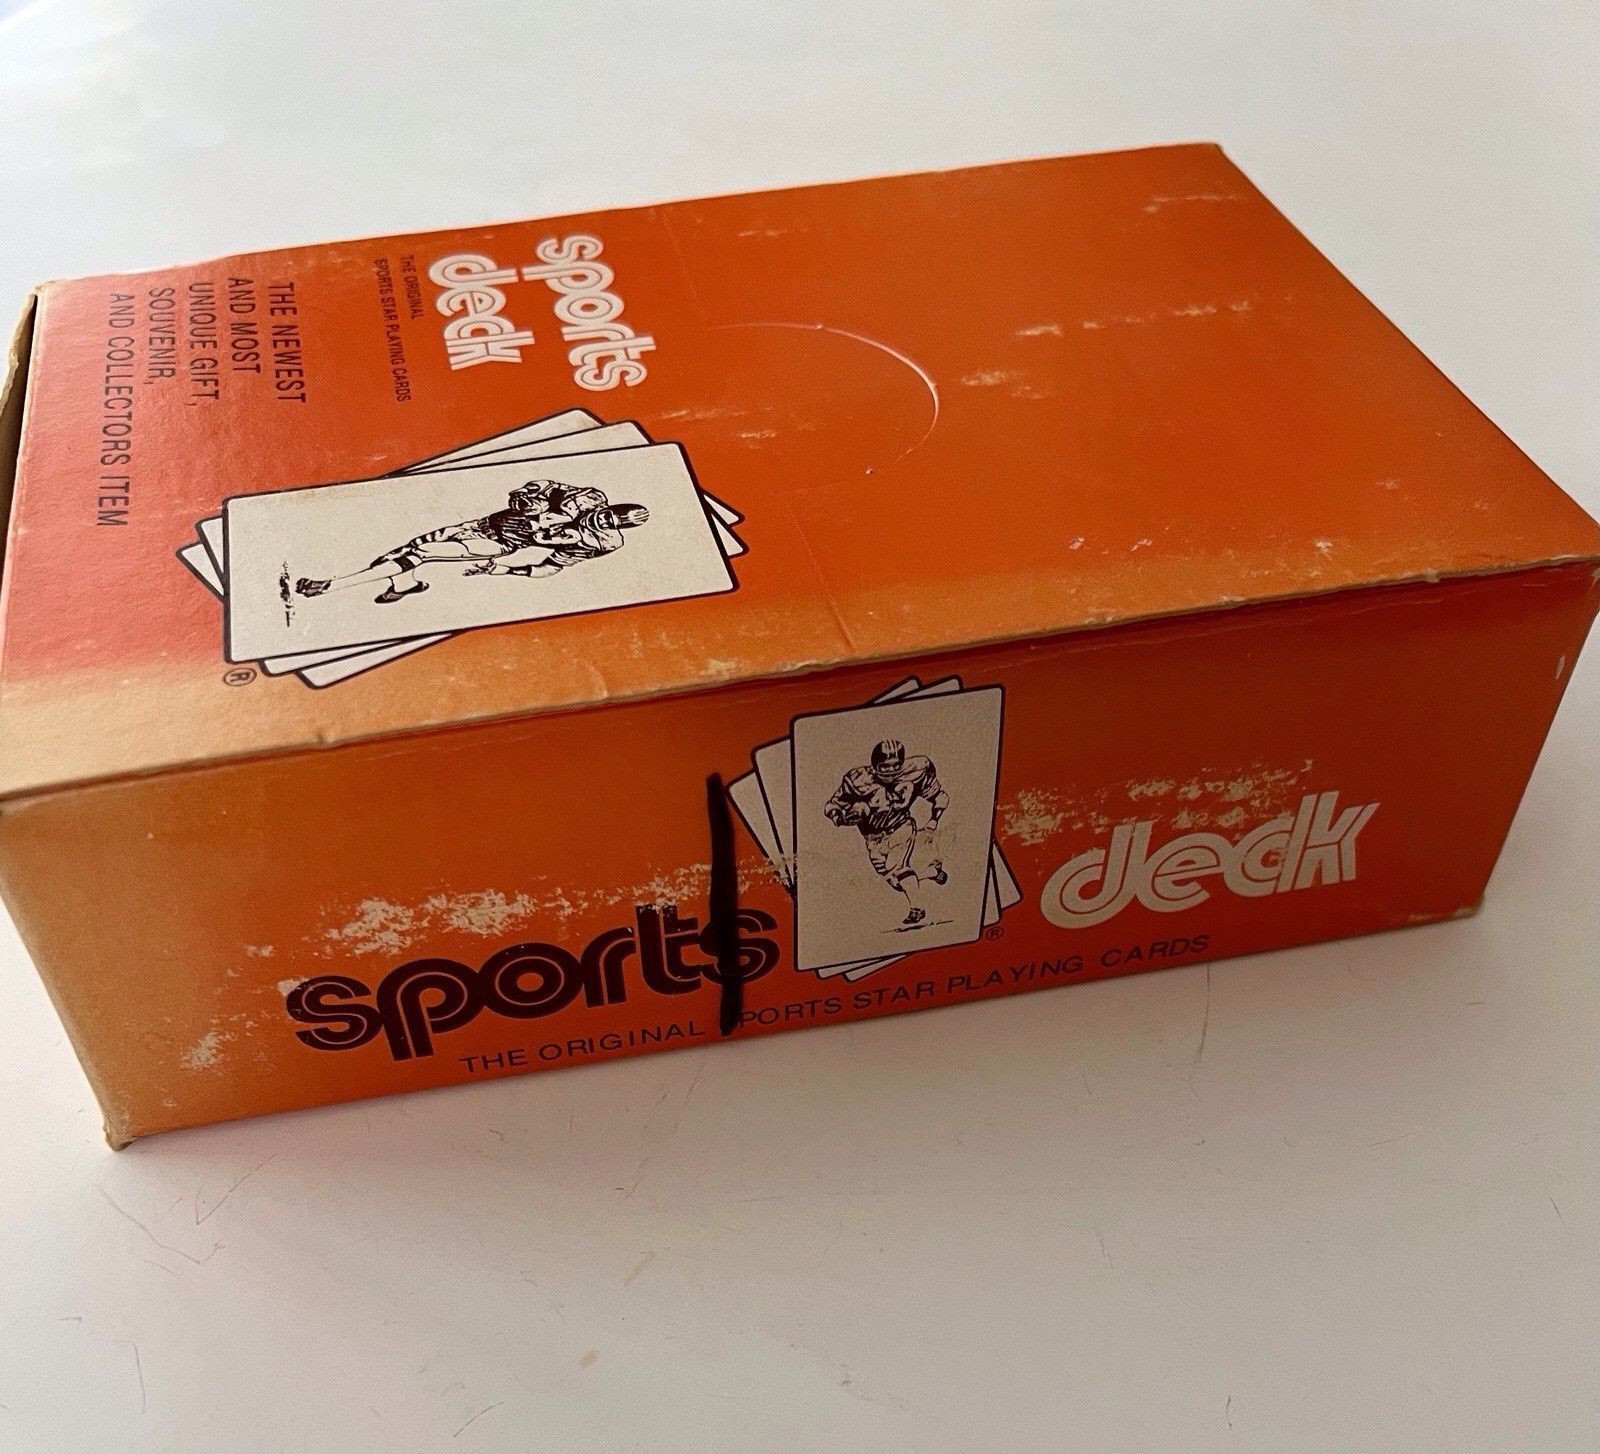 sports
deck
THE ORIGINAL
SPORTS STAR PLAYING CARDS
THE NEWEST
AND MOST
UNIQUE GIFT,
SOUVENIR,
AND COLLECTORS ITEM
®
sports deck
®
THE ORIGINAL SPORTS STAR PLAYING CARDS